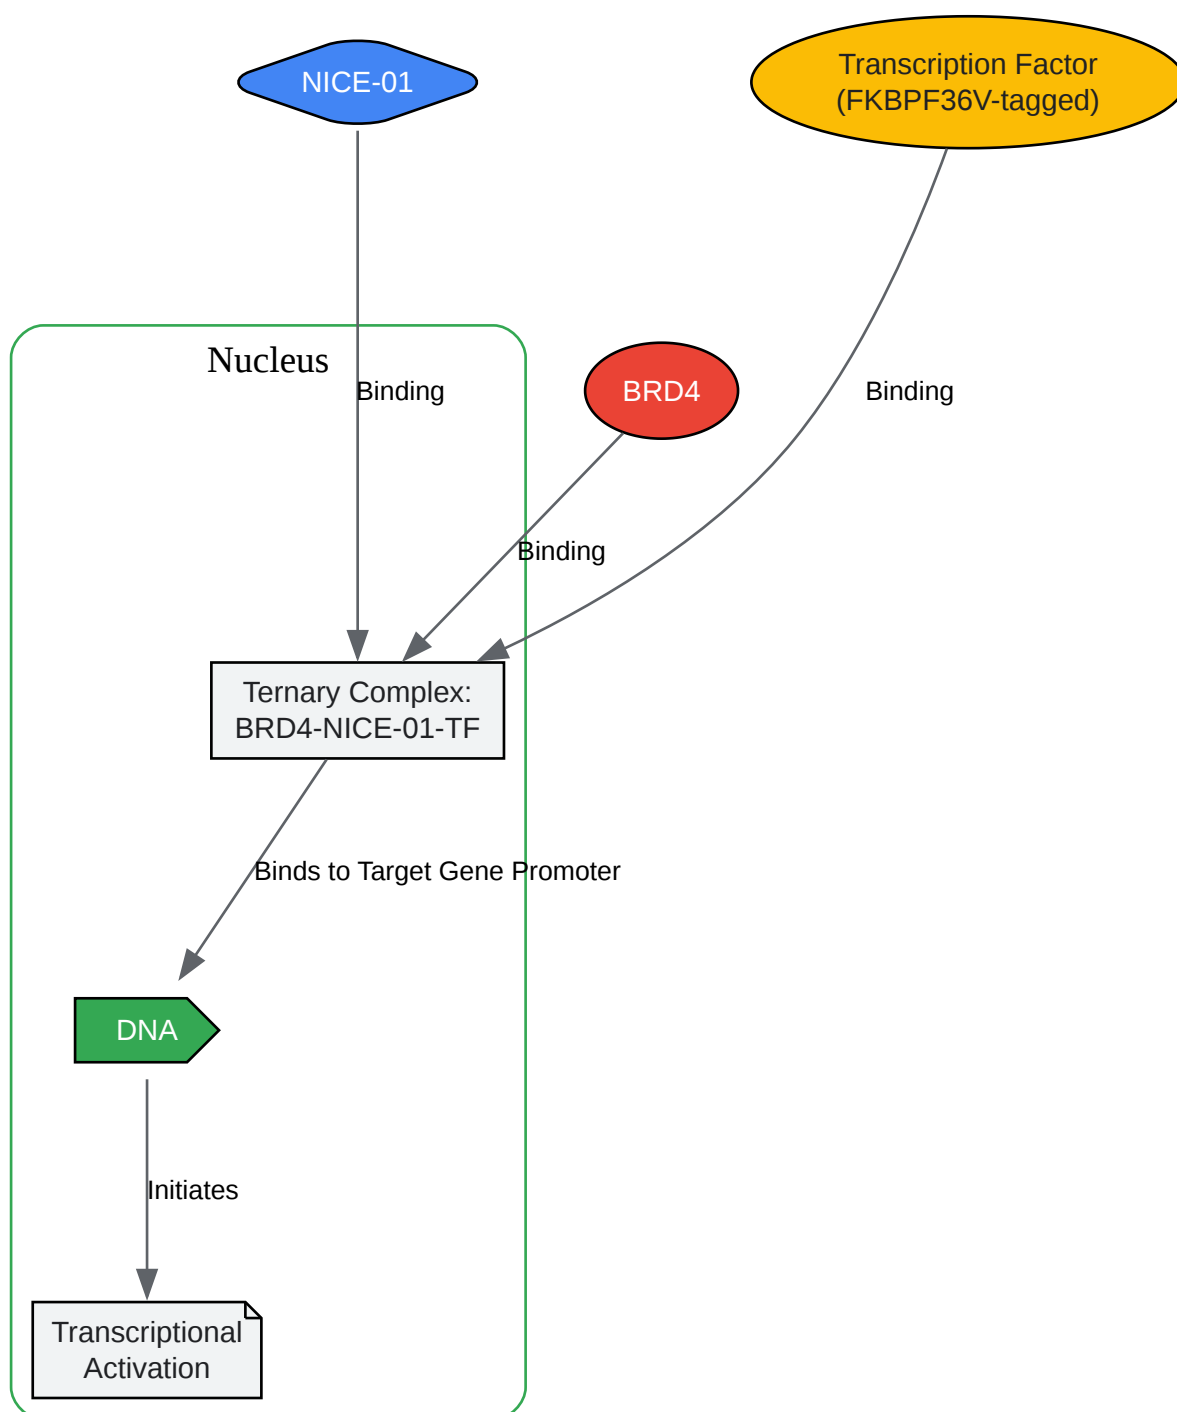 NICE-01
Transcription Factor
(FKBPF36V-tagged)
Nucleus
Binding
BRD4
Binding
Binding
Ternary Complex:
BRD4-NICE-01-TF
Binds to Target Gene Promoter
DNA
Initiates
Transcriptional
Activation